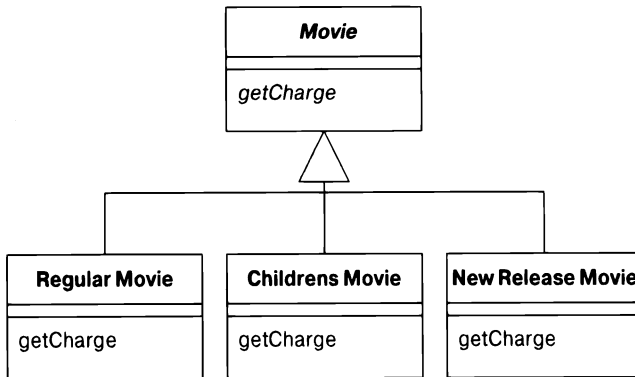 Movie
getCharge
Regular Movie
Childrens Movie
New Release Movie
getCharge
getCharge
getCharge